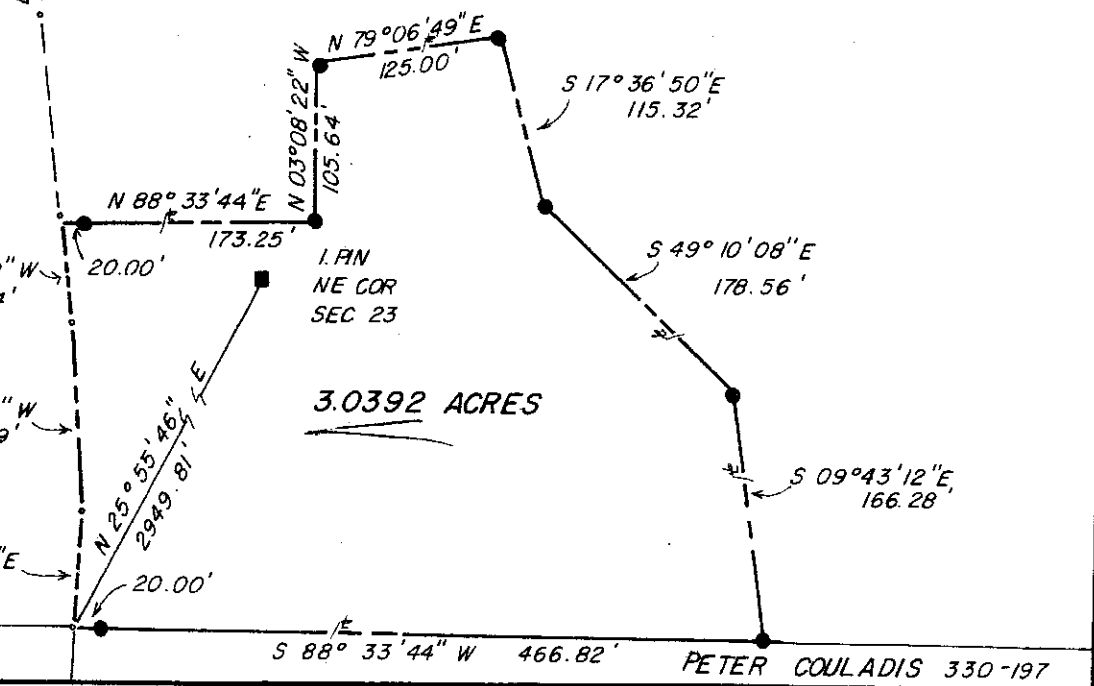 N 79°06'49" E
125.00'
N 03°08'22" W
105.64'
S 17°36'50"E
115.32'
N 88°33'44"E
173.25'
20.00'
I. PIN
NE COR
SEC 23
S 49°10'08"E
178.56'
" W
'
3.0392 ACRES
" W
9'
N 25°55'46" E
2949.81'
S 09°43'12"E
166.28'
"E
20.00'
S 88°33'44" W 466.82'
PETER COULADIS 330-197